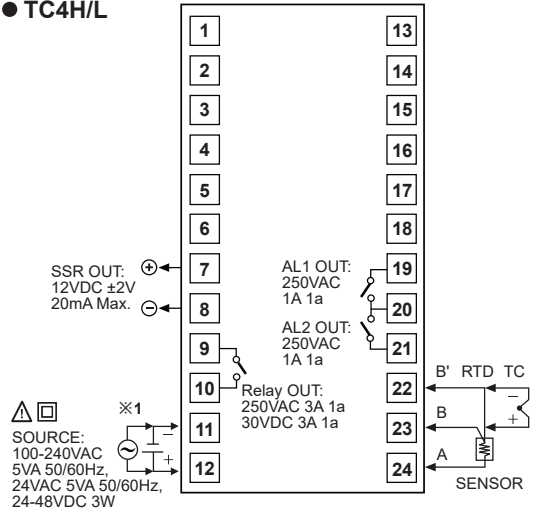 ● TC4H/L
1
2
3
4
5
6
7
8
9
10
11
12
13
14
15
16
17
18
19
20
21
22
23
24
SSR OUT:
12VDC ±2V
20mA Max.
⊕
⊖
AL1 OUT:
250VAC
1A 1a
AL2 OUT:
250VAC
1A 1a
Relay OUT:
250VAC 3A 1a
30VDC 3A 1a
※1
−
+
SOURCE:
100-240VAC
5VA 50/60Hz,
24VAC 5VA 50/60Hz,
24-48VDC 3W
B' RTD TC
B
A
−
+
SENSOR